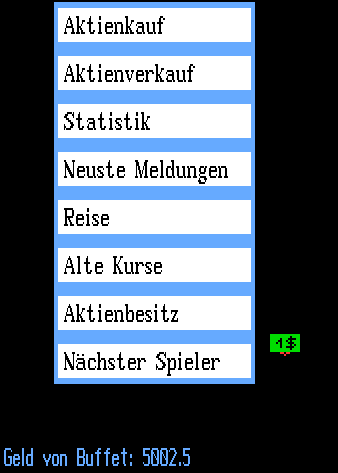 Aktienkauf
Aktienverkauf
Statistik
Neuste Meldungen
Reise
Alte Kurse
Aktienbesitz
1$
Nächster Spieler
Geld von Buffet: 5002.5